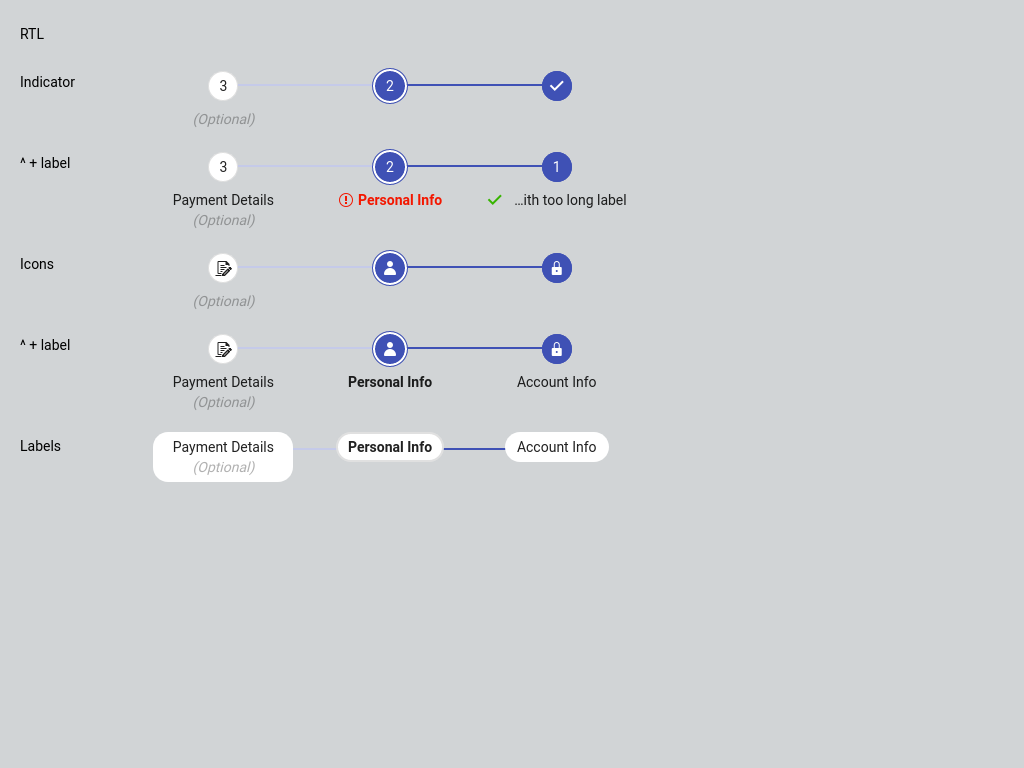 RTL
Indicator
3 2
(Optional)
^ + label
3 2 1
Payment Details Personal Info …ith too long label
(Optional)
Icons
(Optional)
^ + label
Payment Details Personal Info Account Info
(Optional)
Labels
Payment Details Personal Info Account Info
(Optional)